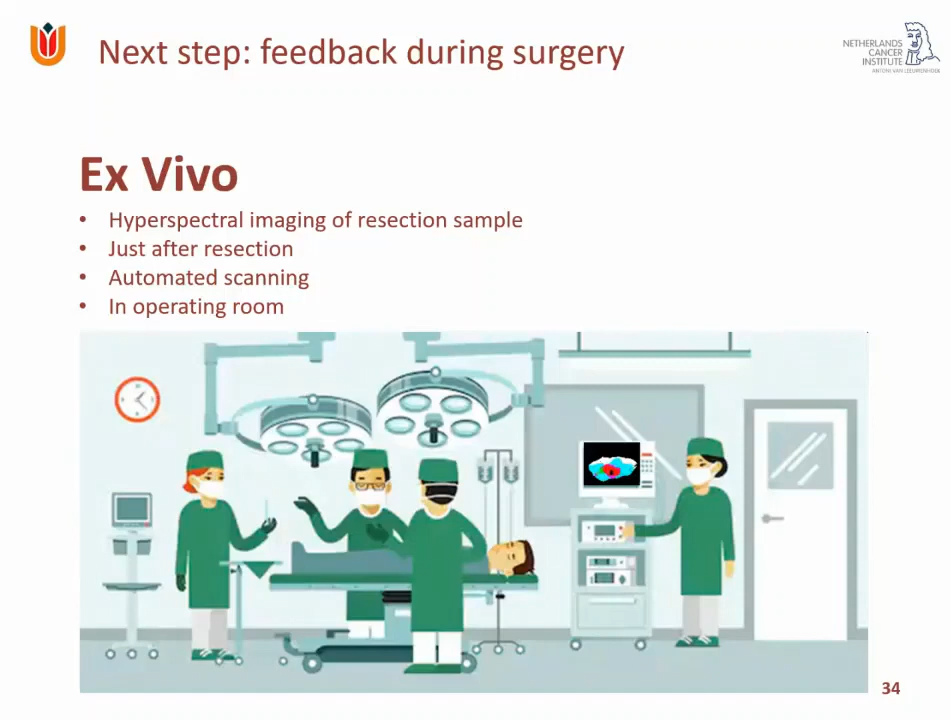 Next step: feedback during surgery
NETHERLANDS
CANCER
INSTITUTE
ANTONI VAN LEEUWENHOEK
Ex Vivo
• Hyperspectral imaging of resection sample
• Just after resection
• Automated scanning
• In operating room
34